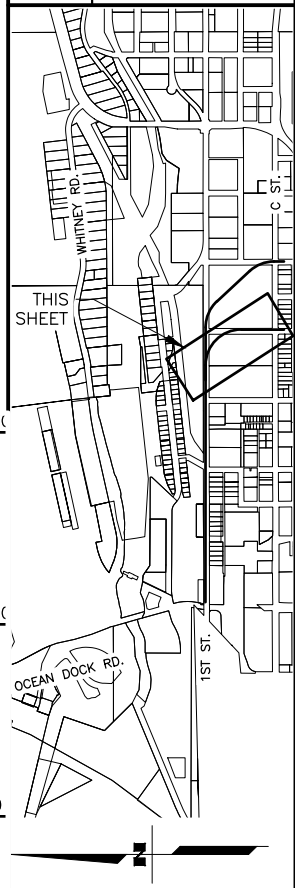 WHITNEY RD.
C ST.
THIS
SHEET
1ST ST.
OCEAN DOCK RD.
N